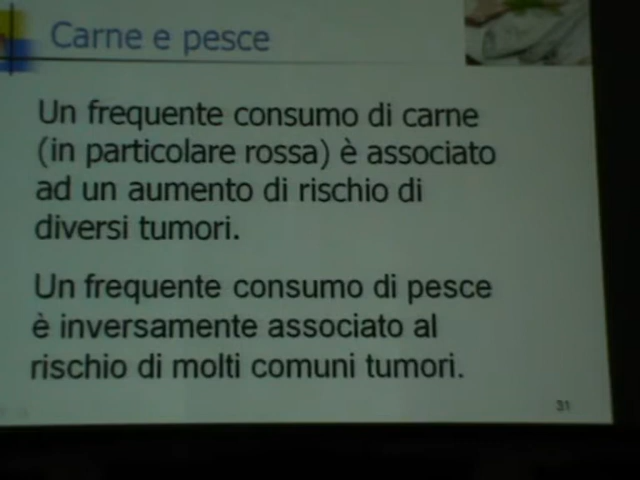 Carne e pesce
Un frequente consumo di carne
(in particolare rossa) è associato
ad un aumento di rischio di
diversi tumori.
Un frequente consumo di pesce
è inversamente associato al
rischio di molti comuni tumori.
31